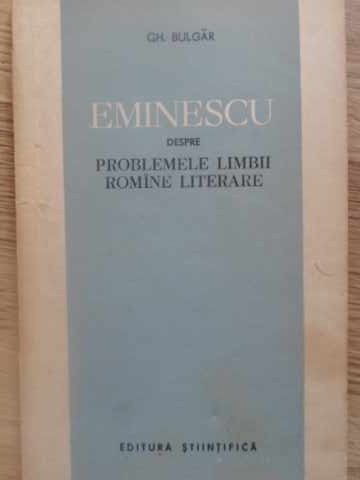 GH. BULGĂR
EMINESCU
DESPRE
PROBLEMELE LIMBII
ROMÎNE LITERARE
EDITURA ȘTIINȚIFICĂ